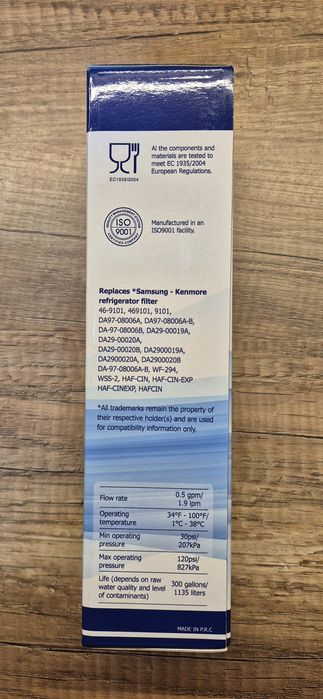 EC1935/2004
Al the components and
materials are tested to
meet EC 1935/2004
European Regulations.
ISO
9001
Manufactured in an
ISO9001 facility.
Replaces *Samsung - Kenmore
refrigerator filter
46-9101, 469101, 9101,
DA97-08006A, DA97-08006A-B,
DA97-08006B, DA29-00019A,
DA29-00020A,
DA29-00020B, DA2900019A,
DA2900020A, DA2900020B
DA-97-08006A-B, WF-294,
WSS-2, HAF-CIN, HAF-CIN-EXP
HAF-CINEXP, HAFCIN
*All trademarks remain the property of
their respective holder(s) and are used
for compatibility information only.
Flow rate 0.5 gpm/
1.9 lpm
Operating 34°F - 100°F/
temperature 1°C - 38°C
Min operating 30psi/
pressure 207kPa
Max operating 120psi/
pressure 827kPa
Life (depends on raw
water quality and level 300 gallons/
of contaminants) 1135 liters
MADE IN P.R.C